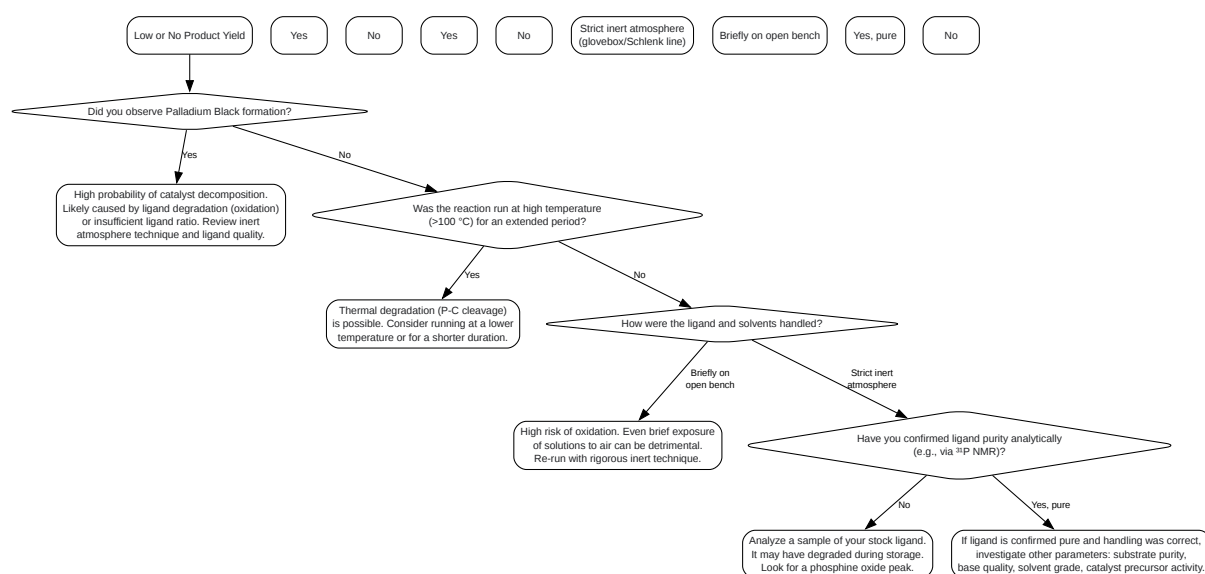 Low or No Product Yield
Yes
No
Yes
No
Strict inert atmosphere
(glovebox/Schlenk line)
Briefly on open bench
Yes, pure
No
Did you observe Palladium Black formation?
Yes
No
High probability of catalyst decomposition.
Likely caused by ligand degradation (oxidation)
or insufficient ligand ratio. Review inert
atmosphere technique and ligand quality.
Was the reaction run at high temperature
(>100 °C) for an extended period?
Yes
No
Thermal degradation (P-C cleavage)
is possible. Consider running at a lower
temperature or for a shorter duration.
How were the ligand and solvents handled?
Briefly on
open bench
Strict inert
atmosphere
High risk of oxidation. Even brief exposure
of solutions to air can be detrimental.
Re-run with rigorous inert technique.
Have you confirmed ligand purity analytically
(e.g., via ³¹P NMR)?
No
Yes, pure
Analyze a sample of your stock ligand.
It may have degraded during storage.
Look for a phosphine oxide peak.
If ligand is confirmed pure and handling was correct,
investigate other parameters: substrate purity,
base quality, solvent grade, catalyst precursor activity.